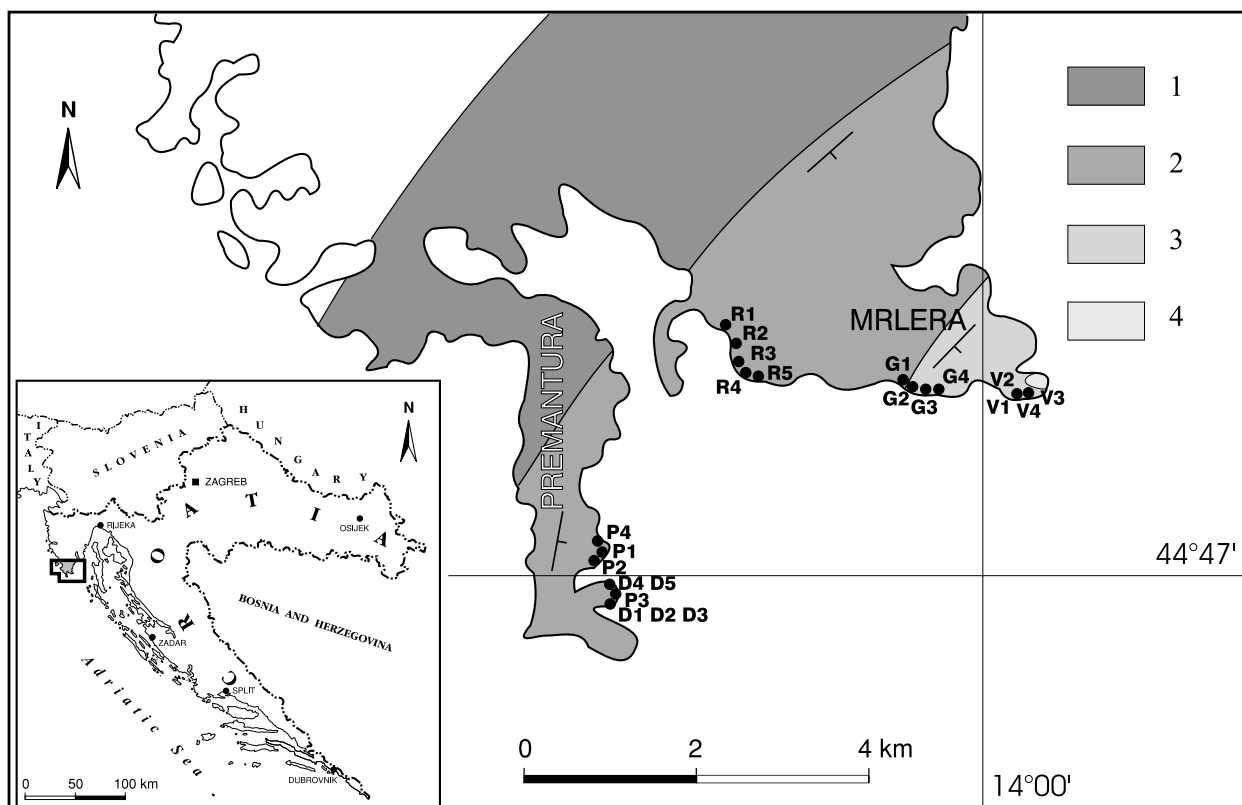 N
1
2
3
4
R1
R2
R3
R4
R5
MRLERA
G1
G4
G2
G3
V2
V3
V1
V4
PREMANTURA
P4
P1
P2
D4 D5
P3
D1 D2 D3
44°47'
14°00'
0 2 4 km
N
ITALY
SLOVENIA
HUNGARY
ZAGREB
CROATIA
OSIJEK
RIJEKA
BOSNIA AND HERZEGOVINA
ZADAR
SPLIT
Adriatic Sea
DUBROVNIK
0 50 100 km